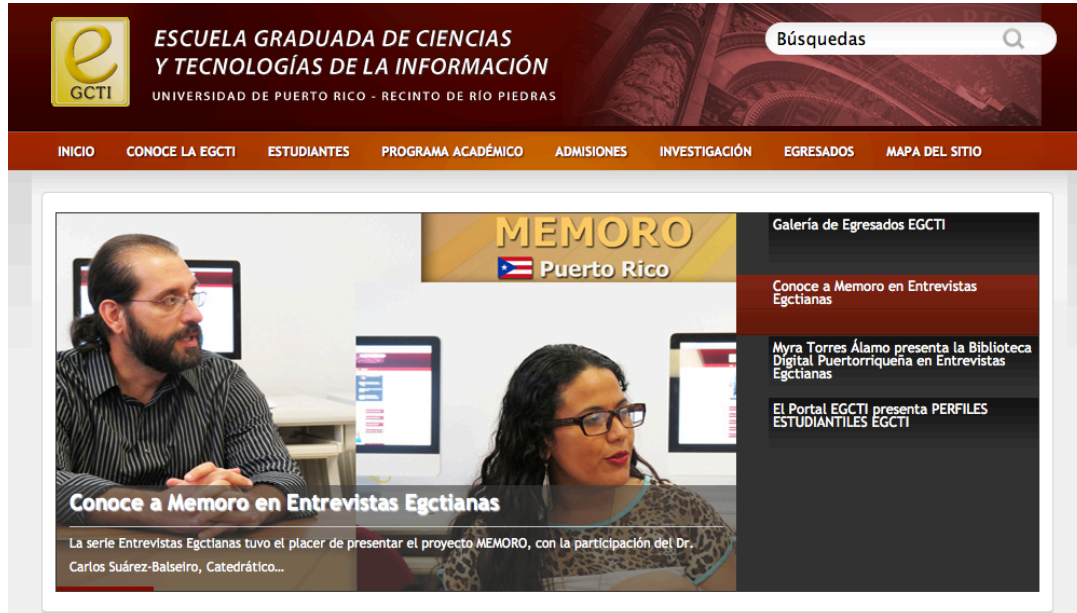 e
GCTI
ESCUELA GRADUADA DE CIENCIAS
Y TECNOLOGÍAS DE LA INFORMACIÓN
UNIVERSIDAD DE PUERTO RICO - RECINTO DE RÍO PIEDRAS
Búsquedas
INICIO CONOCE LA EGCTI ESTUDIANTES PROGRAMA ACADÉMICO ADMISIONES INVESTIGACIÓN EGRESADOS MAPA DEL SITIO
MEMORO
Puerto Rico
Conoce a Memoro en Entrevistas Egctianas
La serie Entrevistas Egctianas tuvo el placer de presentar el proyecto MEMORO, con la participación del Dr.
Carlos Suárez-Balseiro, Catedrático...
Galería de Egresados EGCTI
Conoce a Memoro en Entrevistas
Egctianas
Myra Torres Álamo presenta la Biblioteca
Digital Puertorriqueña en Entrevistas
Egctianas
El Portal EGCTI presenta PERFILES
ESTUDIANTILES EGCTI